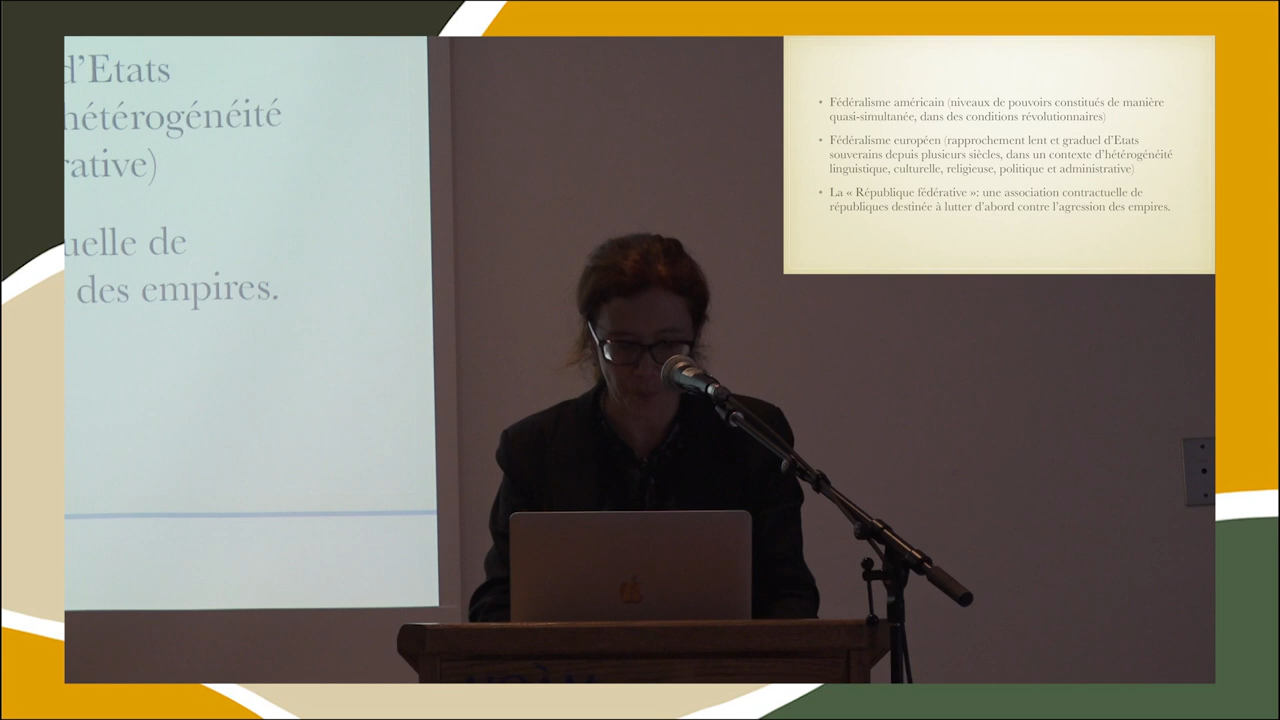 d’Etats
hétérogénéité
rative)
uelle de
des empires.
• Fédéralisme américain (niveaux de pouvoirs constitués de manière
quasi-simultanée, dans des conditions révolutionnaires)
• Fédéralisme européen (rapprochement lent et graduel d’Etats
souverains depuis plusieurs siècles, dans un contexte d’hétérogénéité
linguistique, culturelle, religieuse, politique et administrative)
• La « République fédérative »: une association contractuelle de
républiques destinée à lutter d’abord contre l’agression des empires.